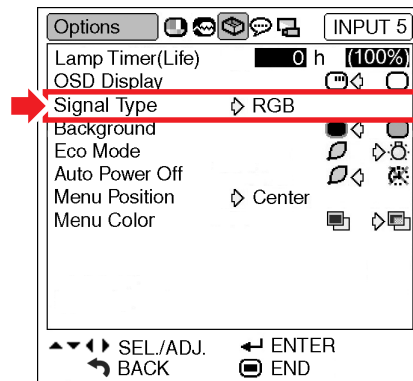 Options INPUT 5
Lamp Timer(Life) 0 h (100%)
OSD Display
Signal Type RGB
Background
Eco Mode
Auto Power Off
Menu Position Center
Menu Color
SEL./ADJ. ENTER
BACK END